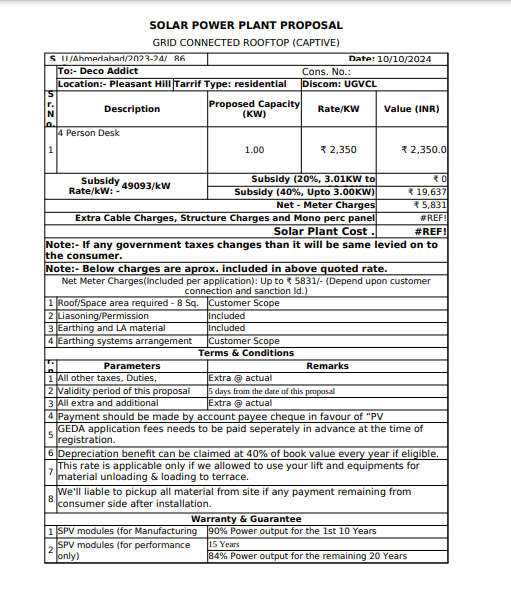 SOLAR POWER PLANT PROPOSAL
GRID CONNECTED ROOFTOP (CAPTIVE)
S U/Ahmedabad/2023-24/ 86 Date: 10/10/2024
To:- Deco Addict Cons. No.:
Location:- Pleasant Hill Tarrif Type: residential Discom: UGVCL
S r. N o. Description Proposed Capacity (KW) Rate/KW Value (INR)
1 4 Person Desk 1.00 ₹ 2,350 ₹ 2,350.0
Subsidy Rate/kW: - 49093/kW Subsidy (20%, 3.01KW to ₹ 0
Subsidy (40%, Upto 3.00KW) ₹ 19,637
Net - Meter Charges ₹ 5,831
Extra Cable Charges, Structure Charges and Mono perc panel #REF!
Solar Plant Cost . #REF!
Note:- If any government taxes changes than it will be same levied on to
the consumer.
Note:- Below charges are aprox. included in above quoted rate.
Net Meter Charges(Included per application): Up to ₹ 5831/- (Depend upon customer
connection and sanction ld.)
1 Roof/Space area required - 8 Sq. Customer Scope
2 Liasoning/Permission Included
3 Earthing and LA material Included
4 Earthing systems arrangement Customer Scope
Terms & Conditions
Parameters Remarks
1 All other taxes, Duties, Extra @ actual
2 Validity period of this proposal 5 days from the date of this proposal
3 All extra and additional Extra @ actual
4 Payment should be made by account payee cheque in favour of “PV
5 GEDA application fees needs to be paid seperately in advance at the time of
registration.
6 Depreciation benefit can be claimed at 40% of book value every year if eligible.
7 This rate is applicable only if we allowed to use your lift and equipments for
material unloading & loading to terrace.
8 We'll liable to pickup all material from site if any payment remaining from
consumer side after installation.
Warranty & Guarantee
1 SPV modules (for Manufacturing 90% Power output for the 1st 10 Years
2 SPV modules (for performance only) 15 Years
84% Power output for the remaining 20 Years